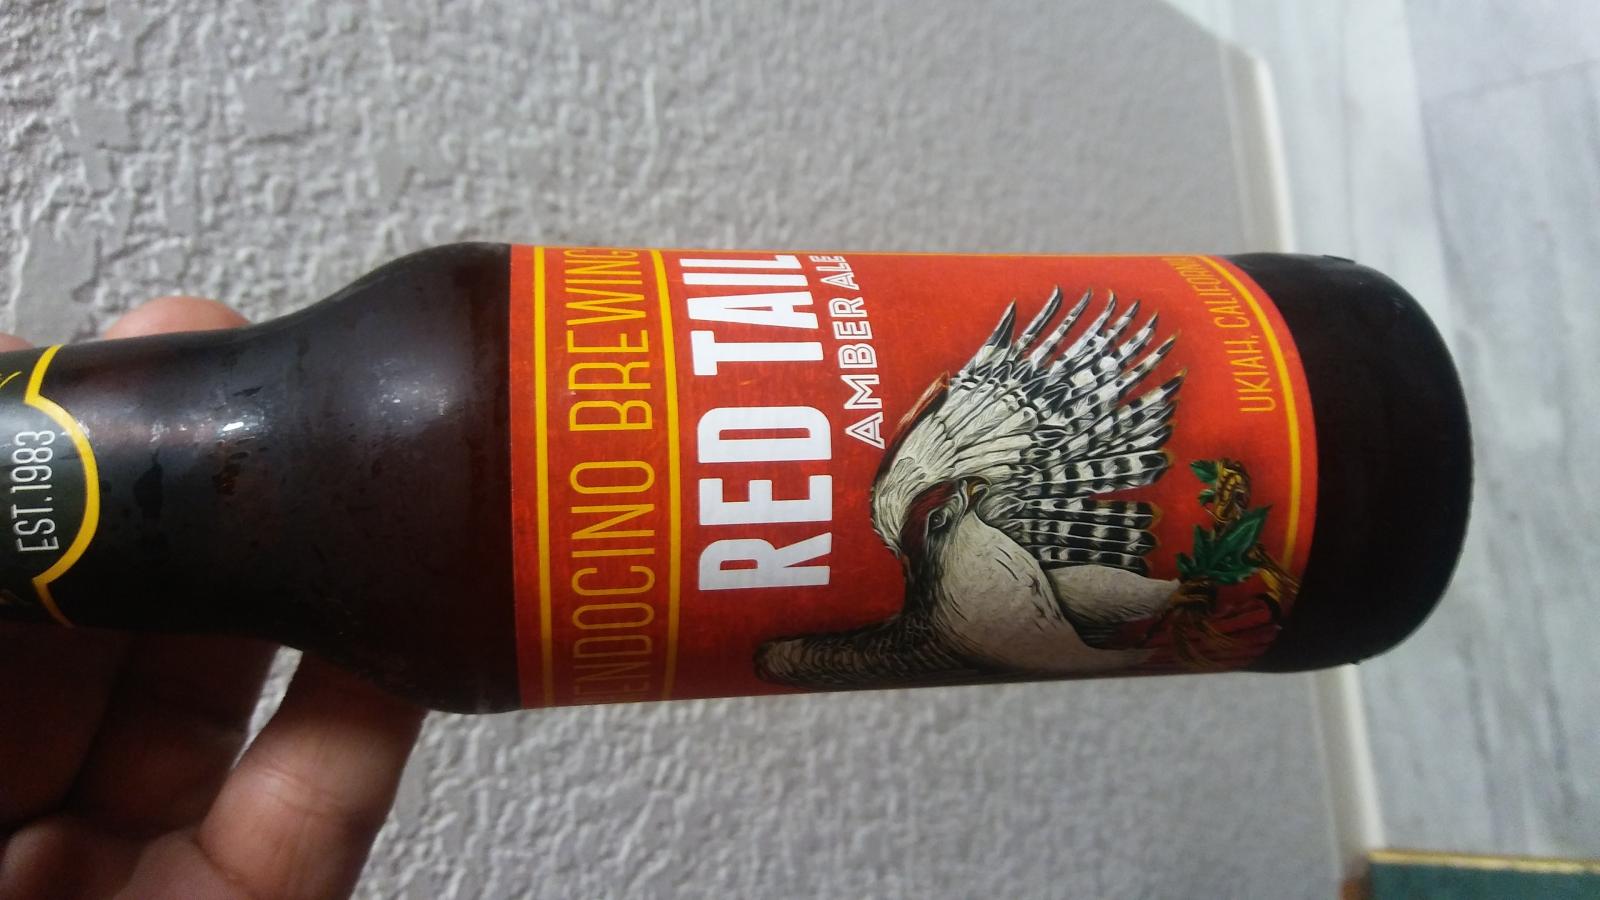 EST. 1983
ENDOCINO BREWING
RED TAIL
AMBER ALE
UKIAH, CALIFORNIA